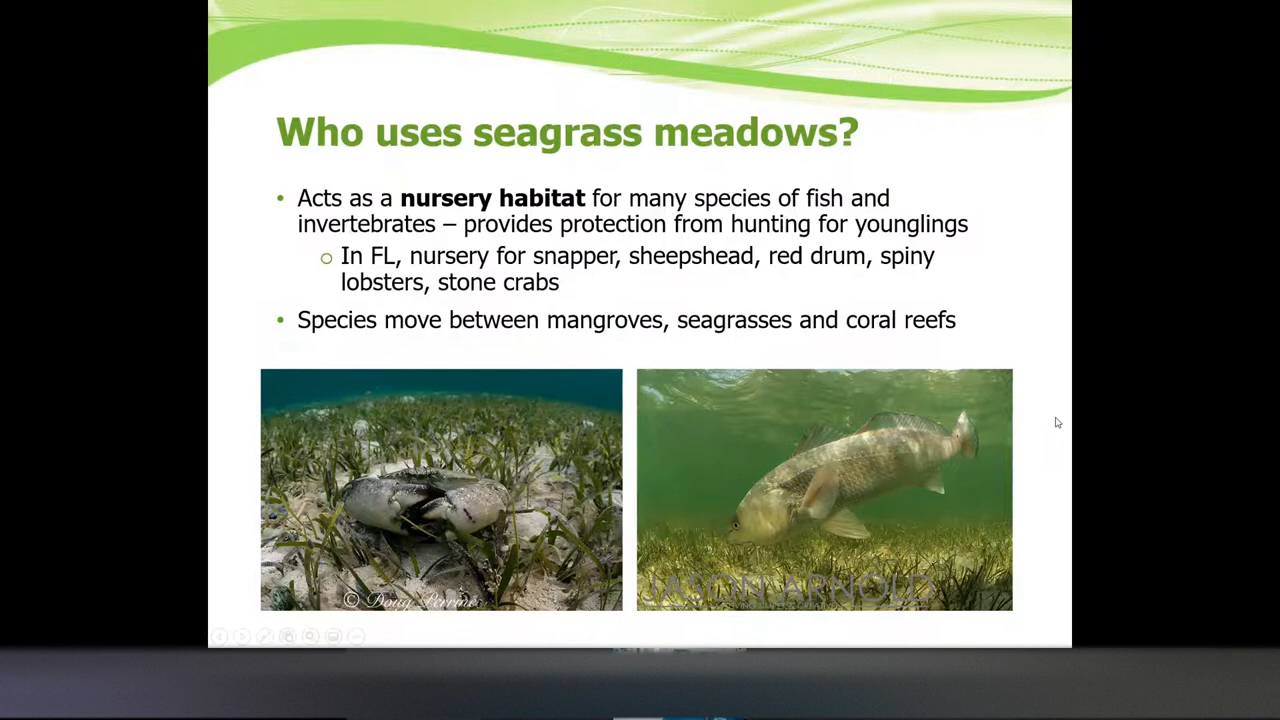 Who uses seagrass meadows?
• Acts as a nursery habitat for many species of fish and
invertebrates – provides protection from hunting for younglings
o In FL, nursery for snapper, sheepshead, red drum, spiny
lobsters, stone crabs
• Species move between mangroves, seagrasses and coral reefs
© Doug Perrine
JASON ARNOLD